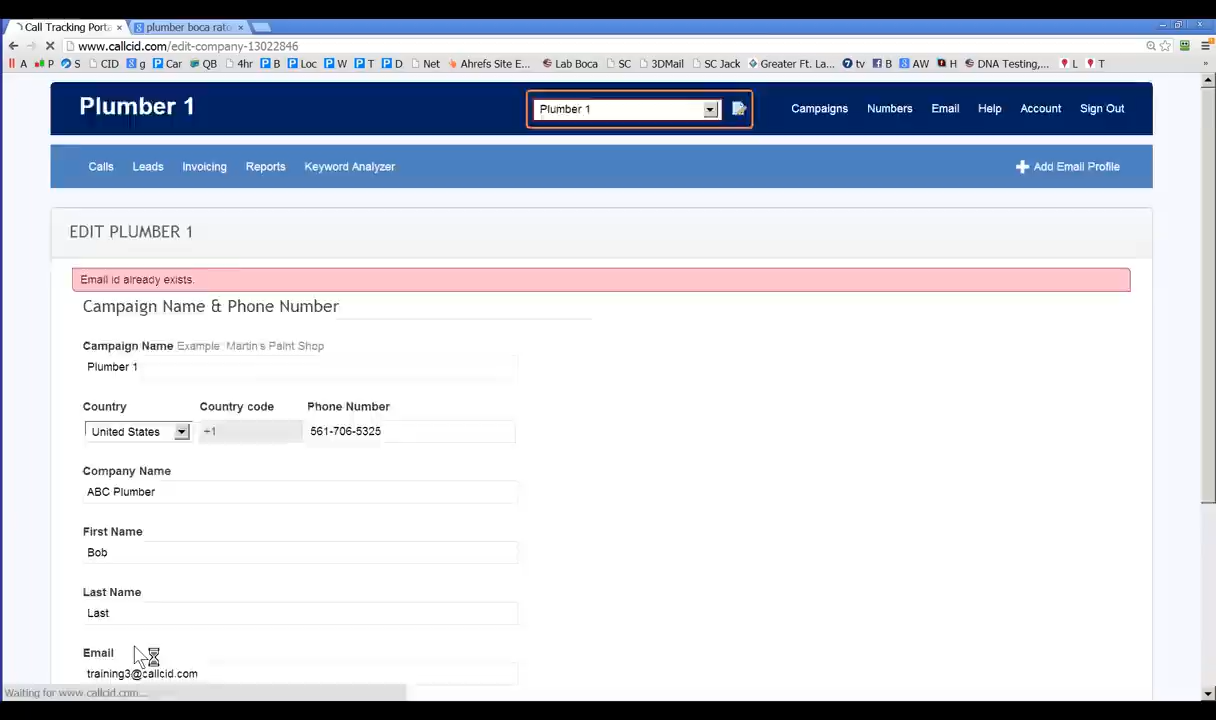 Call Tracking Porta × plumber boca rato ×
www.callcid.com/edit-company-13022846
A P S CID g Car QB 4hr B Loc W T D Net Ahrefs Site E... Lab Boca SC 3DMail SC Jack Greater Ft. La... tv B AW H DNA Testing,... L T »
Plumber 1 Plumber 1 Campaigns Numbers Email Help Account Sign Out
Calls Leads Invoicing Reports Keyword Analyzer Add Email Profile
EDIT PLUMBER 1
Email id already exists.
Campaign Name & Phone Number
Campaign Name Example: Martin's Paint Shop
Plumber 1
Country Country code Phone Number
United States +1 561-706-5325
Company Name
ABC Plumber
First Name
Bob
Last Name
Last
Email
training3@callcid.com
Waiting for www.callcid.com...